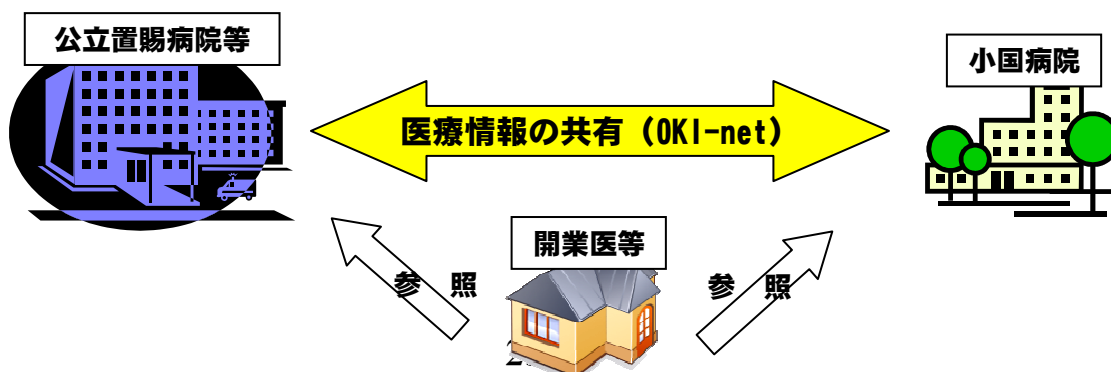 公立置賜病院等
小国病院
医療情報の共有（OKI-net）
開業医等
参　照
参　照